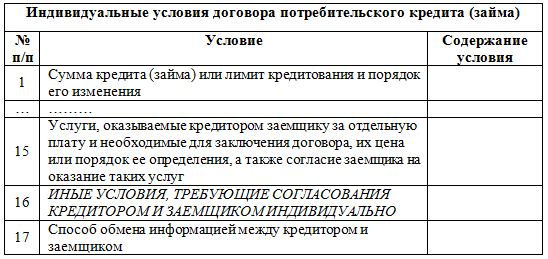 Индивидуальные условия договора потребительского кредита (займа)
№ п/п
Условие
Содержание условия
1
Сумма кредита (займа) или лимит кредитования и порядок
его изменения
…
………
15
Услуги, оказываемые кредитором заемщику за отдельную
плату и необходимые для заключения договора, их цена
или порядок ее определения, а также согласие заемщика на
оказание таких услуг
16
ИНЫЕ УСЛОВИЯ, ТРЕБУЮЩИЕ СОГЛАСОВАНИЯ
КРЕДИТОРОМ И ЗАЕМЩИКОМ ИНДИВИДУАЛЬНО
17
Способ обмена информацией между кредитором и
заемщиком